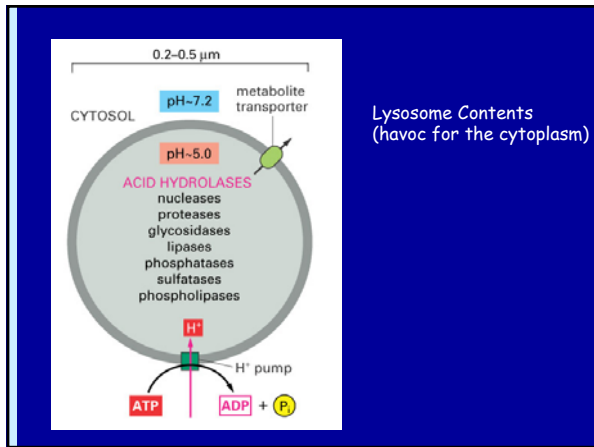 0.2–0.5 μm
pH~7.2
metabolite
transporter
CYTOSOL
pH~5.0
ACID HYDROLASES
nucleases
proteases
glycosidases
lipases
phosphatases
sulfatases
phospholipases
H⁺
H⁺ pump
ATP
ADP + Pᵢ
Lysosome Contents
(havoc for the cytoplasm)